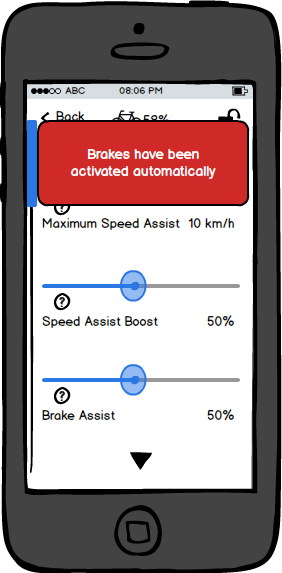 ABC 08:06 PM
Back 58%
Brakes have been
activated automatically
?
Maximum Speed Assist 10 km/h
?
Speed Assist Boost 50%
?
Brake Assist 50%